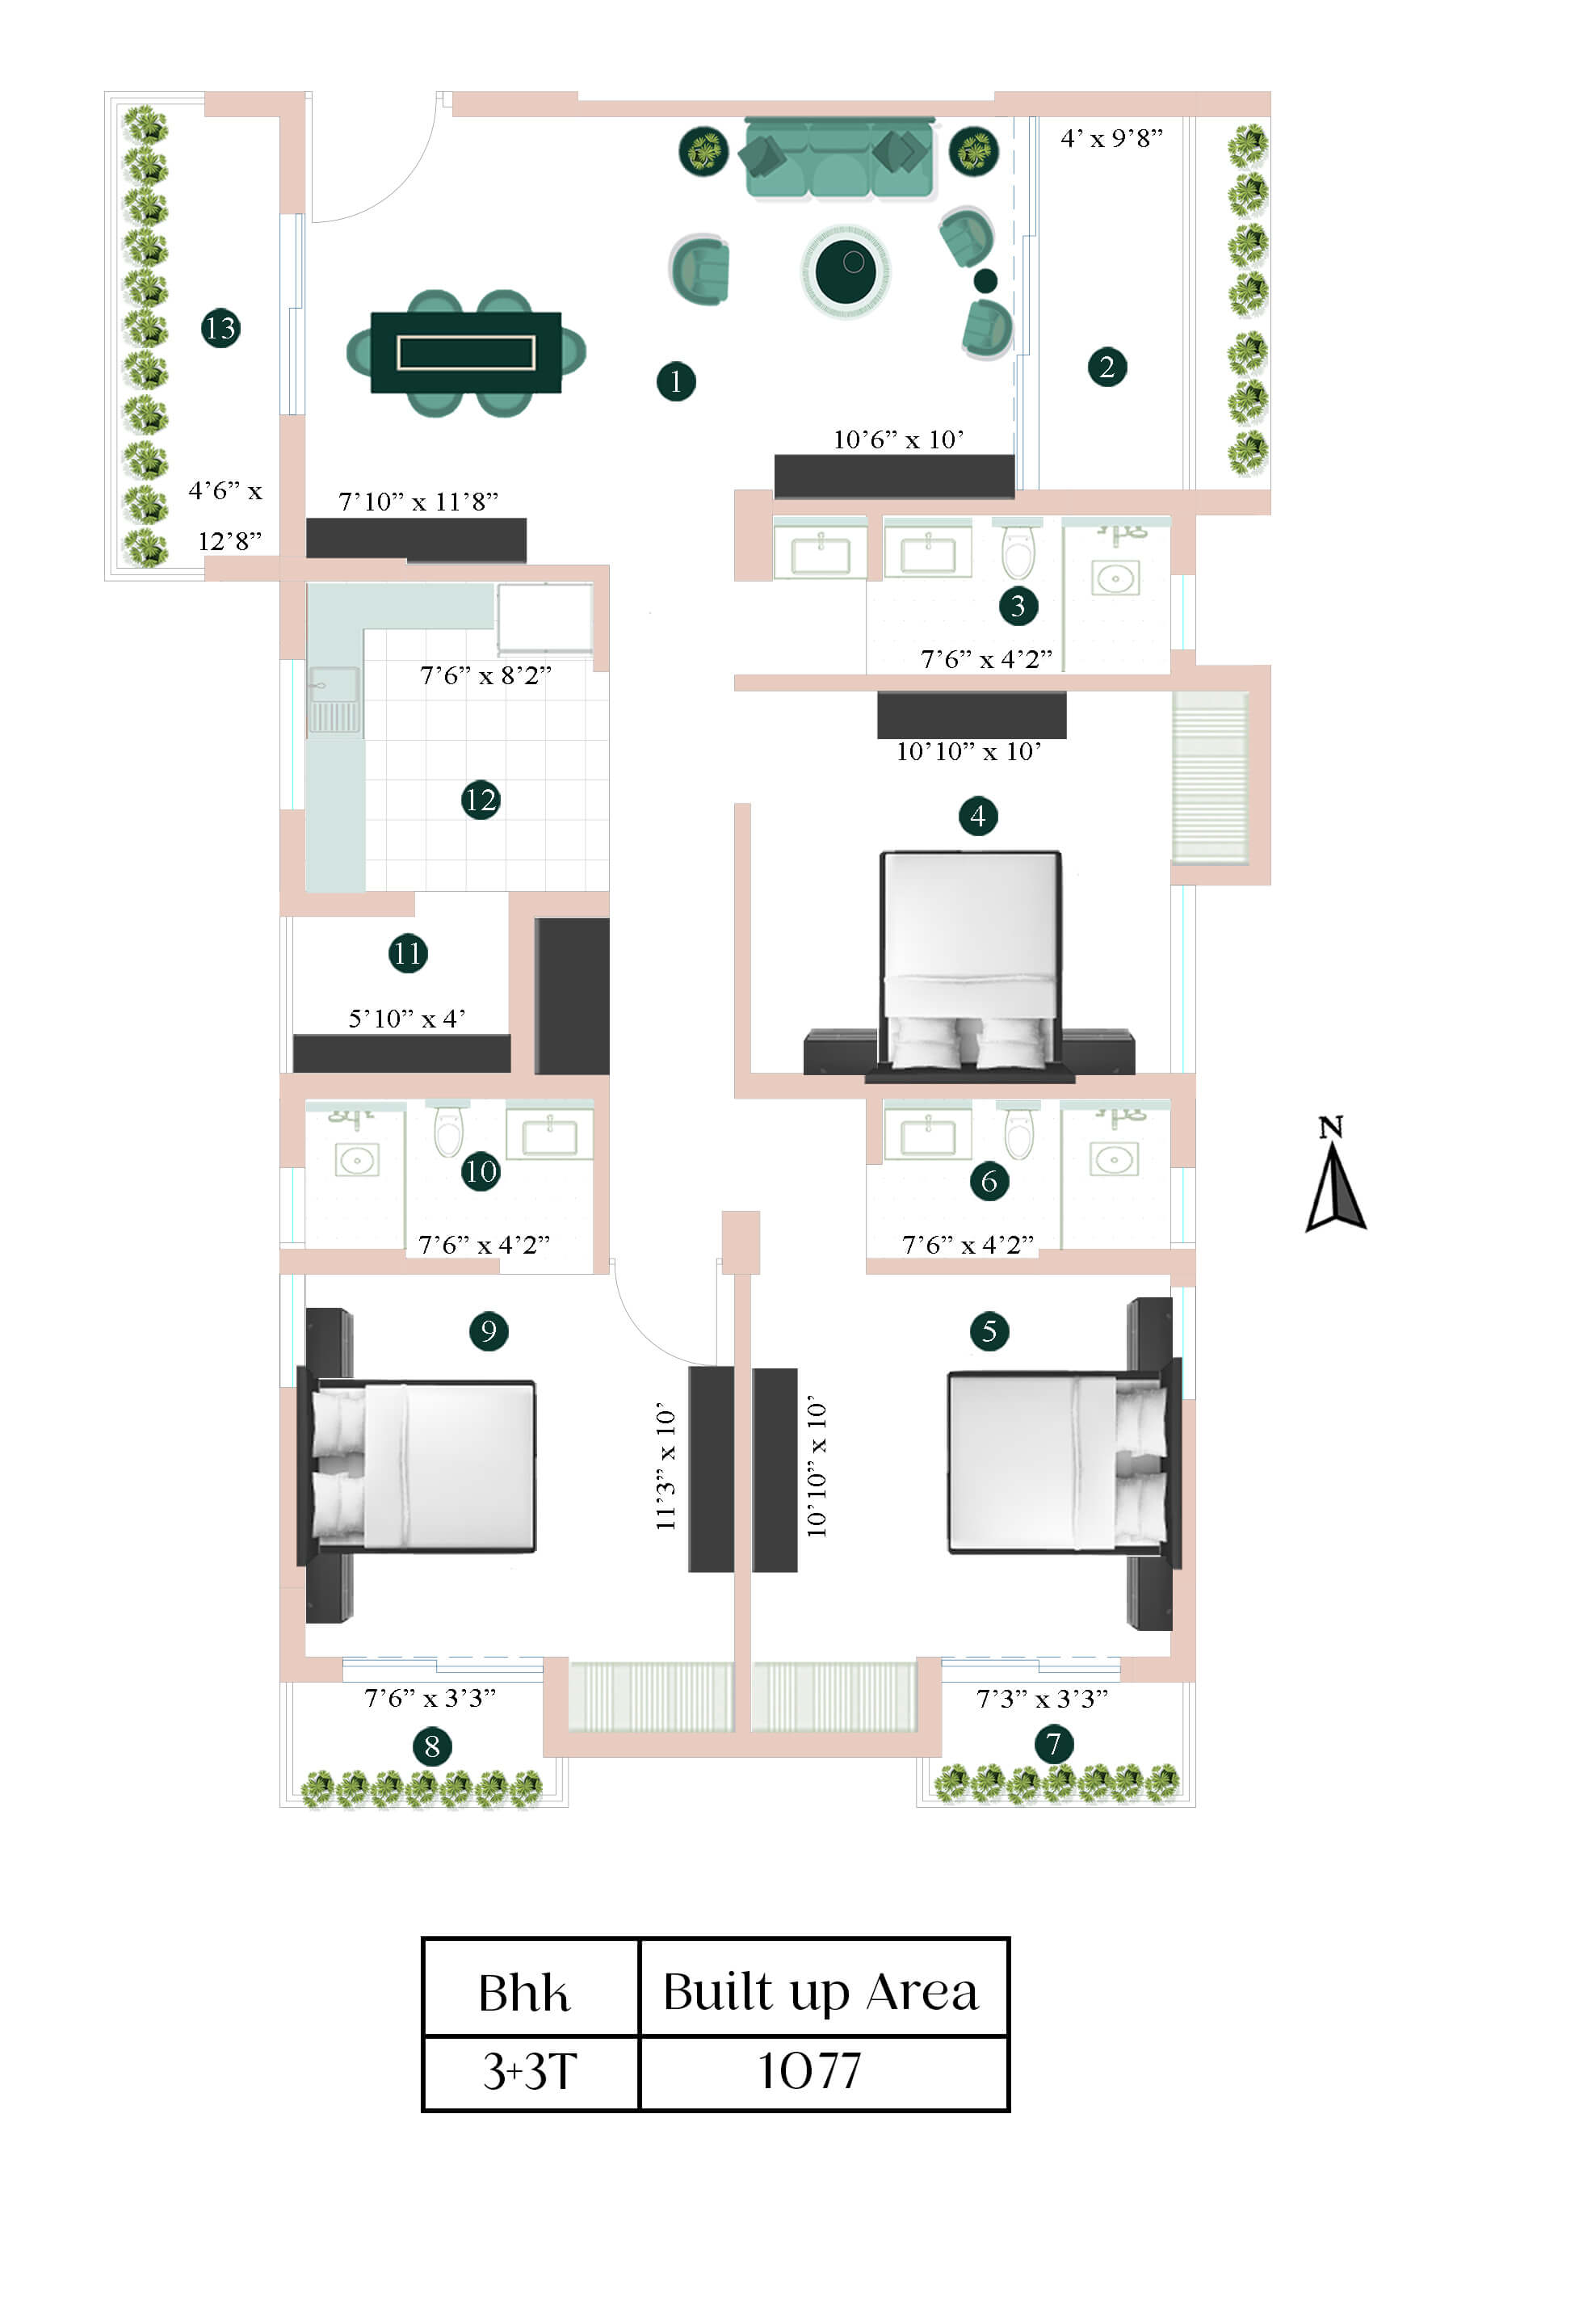 4’ x 9’8”
13
2
1
10’6” x 10’
4’6” x
12’8”
7’10” x 11’8”
3
7’6” x 4’2”
7’6” x 8’2”
10’10” x 10’
12
4
11
5’10” x 4’
N
10
6
7’6” x 4’2”
7’6” x 4’2”
9
5
11’3” x 10’
10’10” x 10’
7’6” x 3’3”
7’3” x 3’3”
8
7
Bhk
Built up Area
3+3T
1077